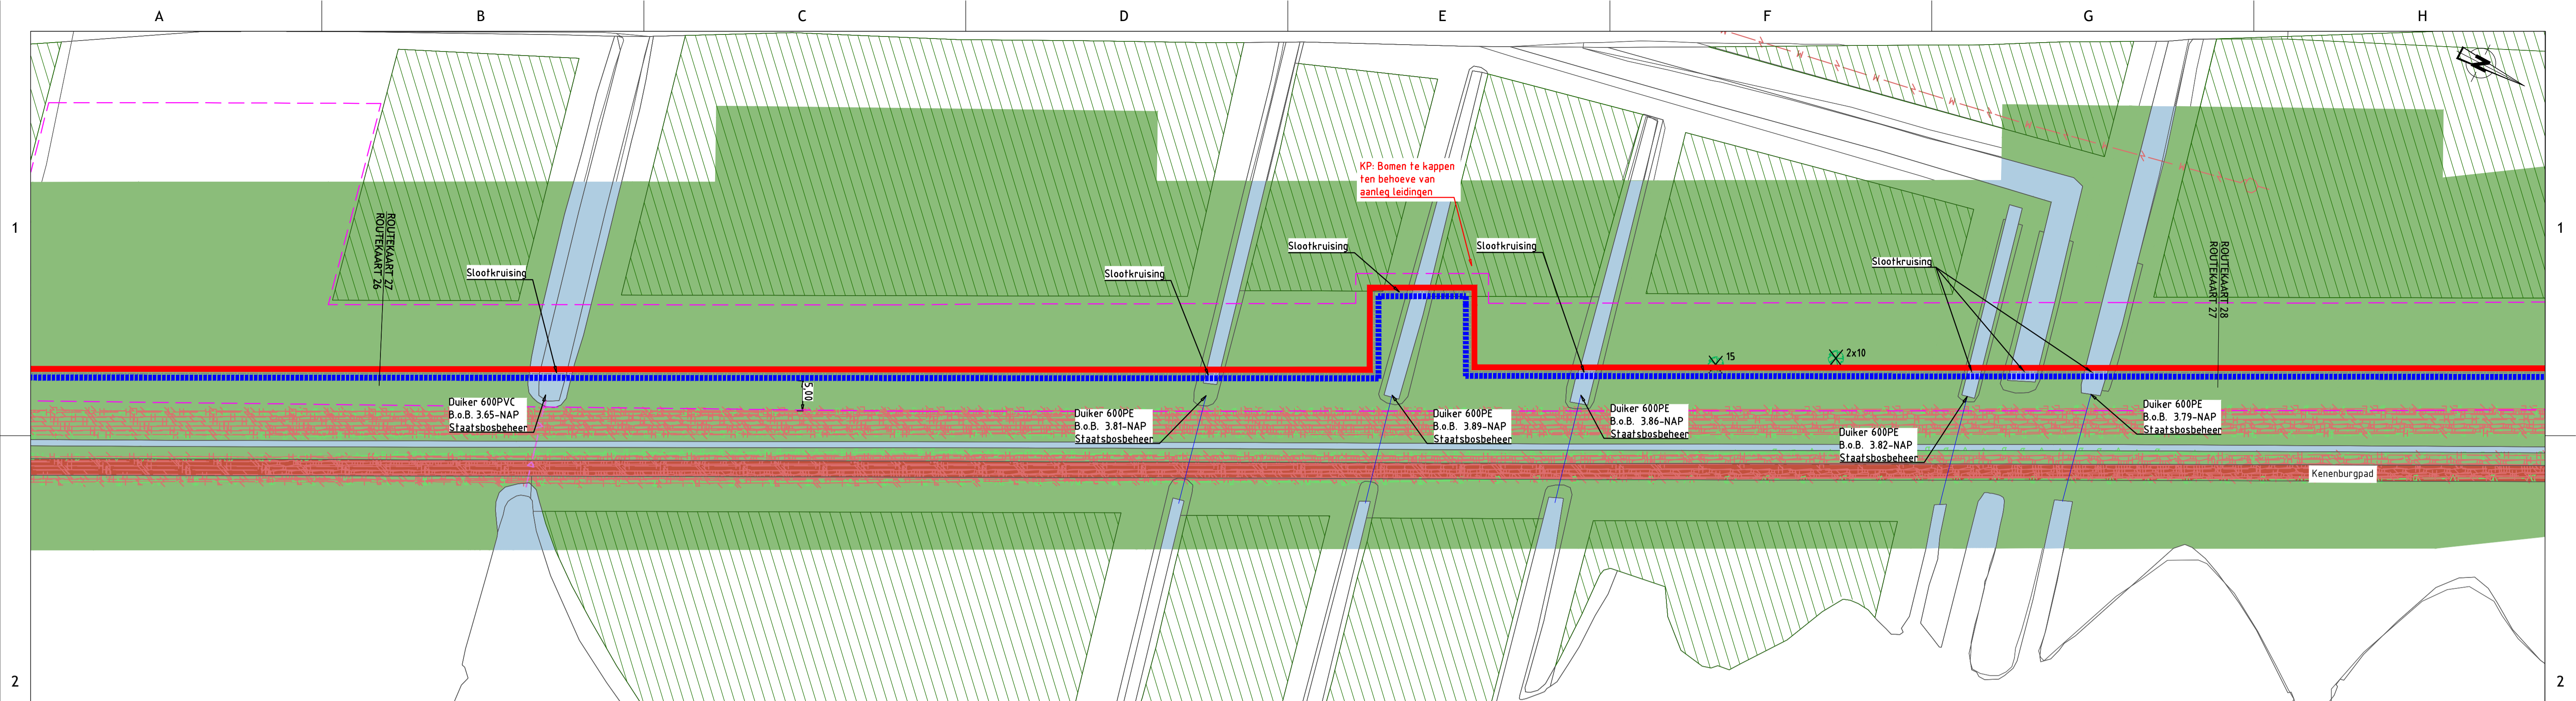 A B C D E F G H
1 1
KP: Bomen te kappen
ten behoeve van
aanleg leidingen
ROUTEKAART 27
ROUTEKAART 26
Slootkruising
Slootkruising
Slootkruising
Slootkruising
Slootkruising
ROUTEKAART 28
ROUTEKAART 27
15
2x10
5,00
Duiker 600PVC
B.o.B. 3.65-NAP
Staatsbosbeheer
Duiker 600PE
B.o.B. 3.81-NAP
Staatsbosbeheer
Duiker 600PE
B.o.B. 3.89-NAP
Staatsbosbeheer
Duiker 600PE
B.o.B. 3.86-NAP
Staatsbosbeheer
Duiker 600PE
B.o.B. 3.82-NAP
Staatsbosbeheer
Duiker 600PE
B.o.B. 3.79-NAP
Staatsbosbeheer
Kenenburgpad
2 2